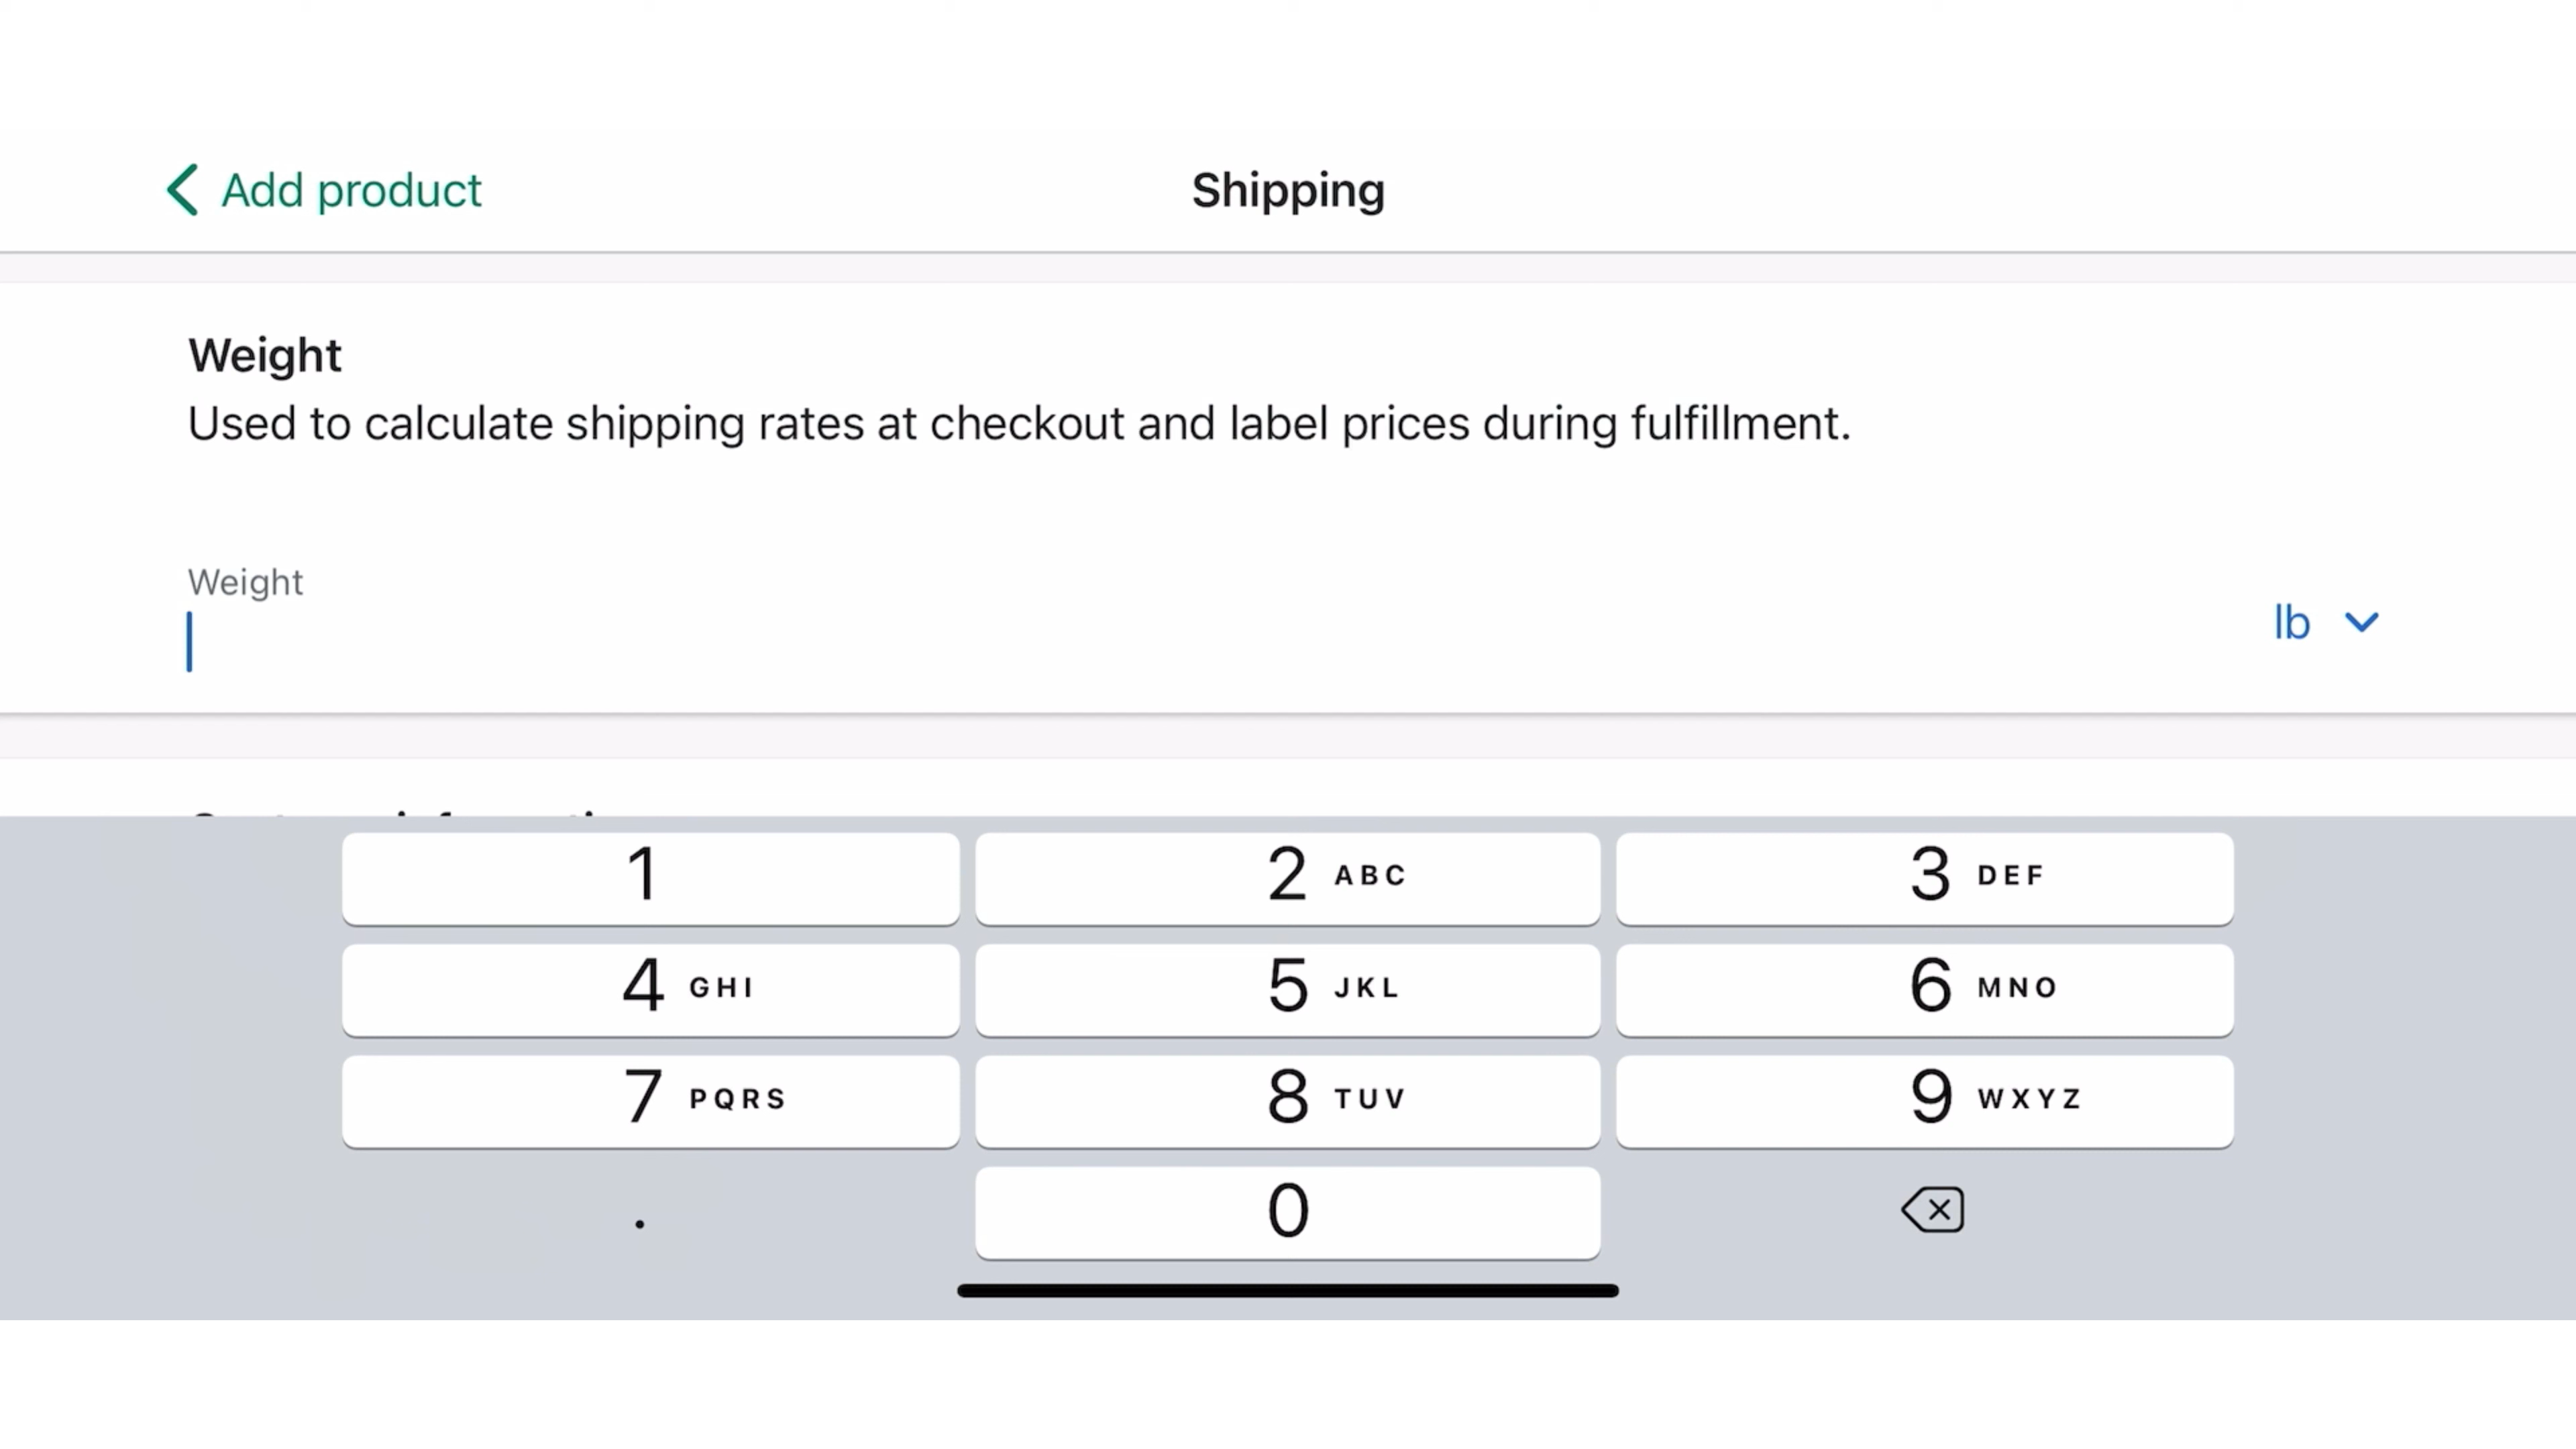 Add product
Shipping
Weight
Used to calculate shipping rates at checkout and label prices during fulfillment.
Weight
lb
1
2 ABC
3 DEF
4 GHI
5 JKL
6 MNO
7 PQRS
8 TUV
9 WXYZ
.
0